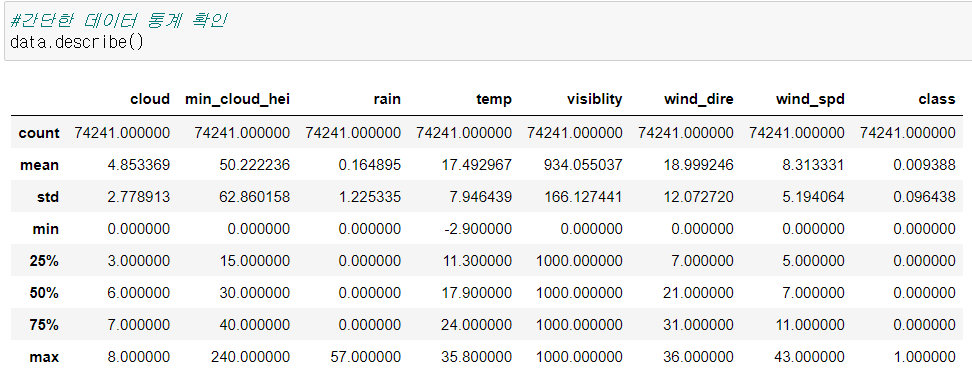 #간단한 데이터 통계 확인
data.describe()
cloud min_cloud_hei rain temp visiblity wind_dire wind_spd class
count 74241.000000 74241.000000 74241.000000 74241.000000 74241.000000 74241.000000 74241.000000 74241.000000
mean 4.853369 50.222236 0.164895 17.492967 934.055037 18.999246 8.313331 0.009388
std 2.778913 62.860158 1.225335 7.946439 166.127441 12.072720 5.194064 0.096438
min 0.000000 0.000000 0.000000 -2.900000 0.000000 0.000000 0.000000 0.000000
25% 3.000000 15.000000 0.000000 11.300000 1000.000000 7.000000 5.000000 0.000000
50% 6.000000 30.000000 0.000000 17.900000 1000.000000 21.000000 7.000000 0.000000
75% 7.000000 40.000000 0.000000 24.000000 1000.000000 31.000000 11.000000 0.000000
max 8.000000 240.000000 57.000000 35.800000 1000.000000 36.000000 43.000000 1.000000